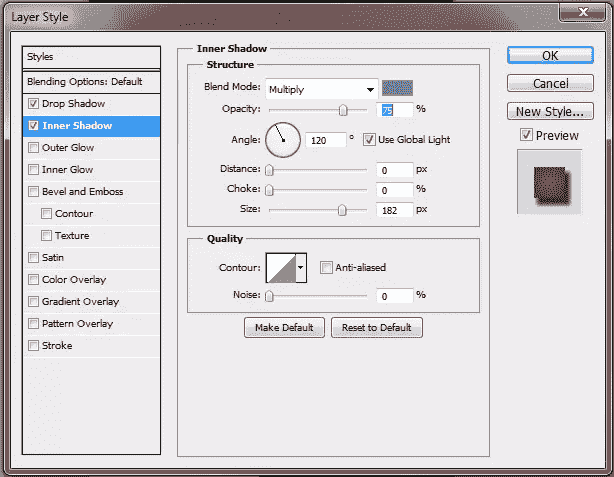 Layer Style
Styles
Blending Options: Default
Drop Shadow
Inner Shadow
Outer Glow
Inner Glow
Bevel and Emboss
Contour
Texture
Satin
Color Overlay
Gradient Overlay
Pattern Overlay
Stroke
Inner Shadow
Structure
Blend Mode: Multiply
Opacity: 75 %
Angle: 120 ° Use Global Light
Distance: 0 px
Choke: 0 %
Size: 182 px
Quality
Contour: Anti-aliased
Noise: 0 %
Make Default Reset to Default
OK
Cancel
New Style...
Preview